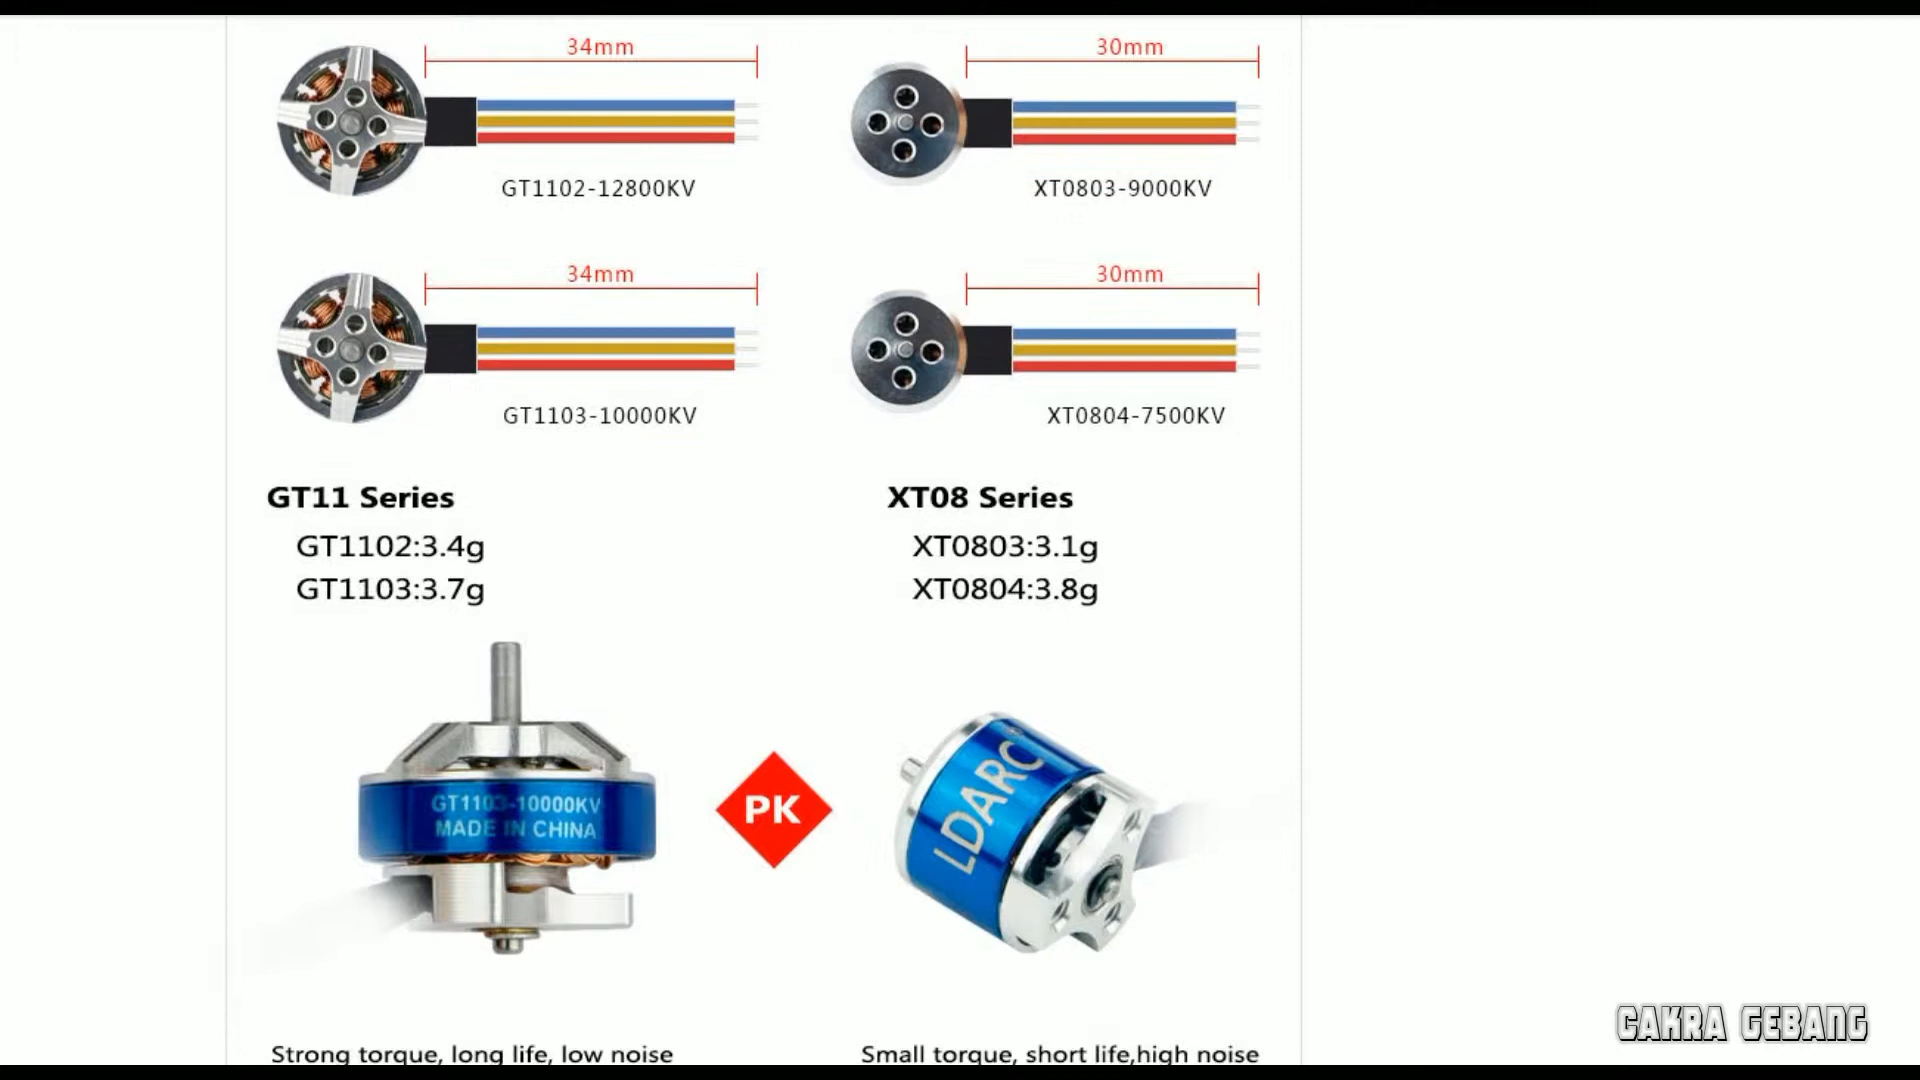 34mm
30mm
GT1102-12800KV
XT0803-9000KV
34mm
30mm
GT1103-10000KV
XT0804-7500KV
GT11 Series
XT08 Series
GT1102:3.4g
XT0803:3.1g
GT1103:3.7g
XT0804:3.8g
GT1103-10000KV
MADE IN CHINA
PK
LDARC
CAKRA GEBANG
Strong torque, long life, low noise
Small torque, short life,high noise